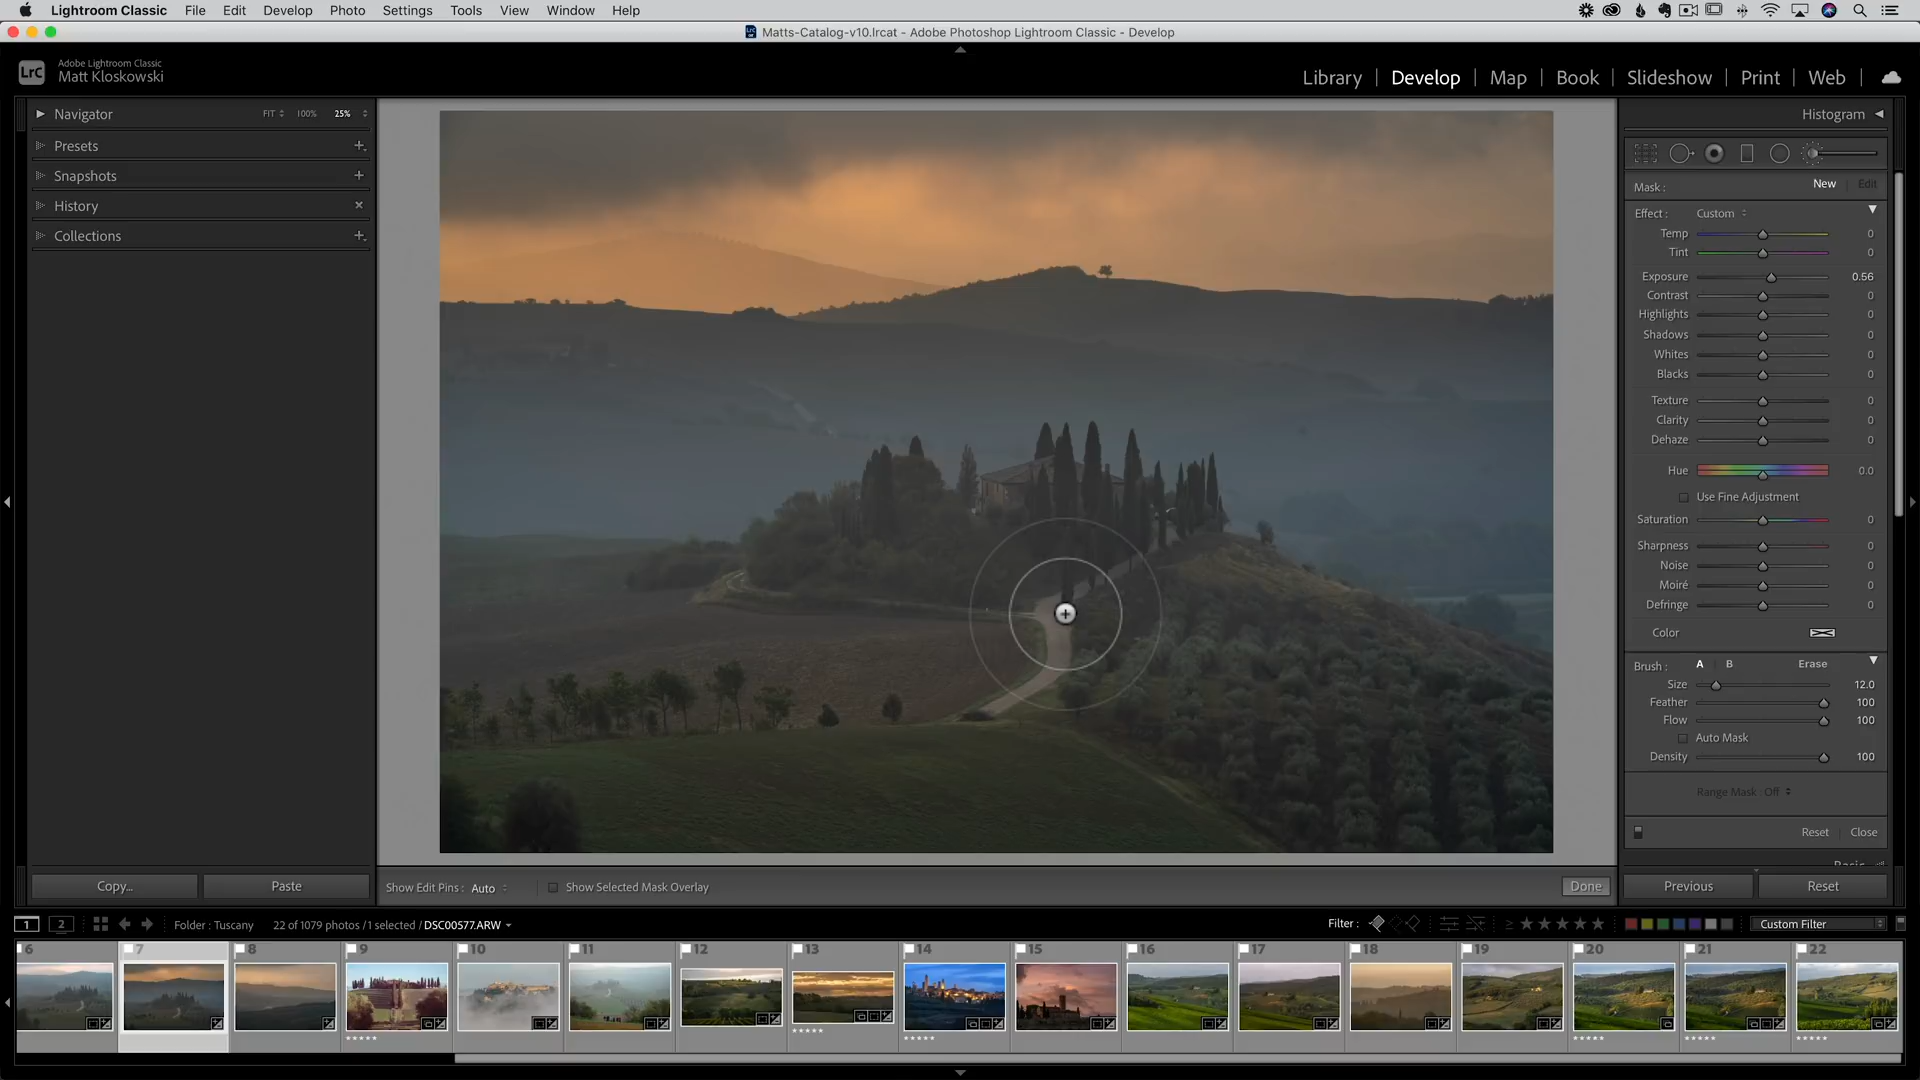 Lightroom Classic File Edit Develop Photo Settings Tools View Window Help
Matts-Catalog-v10.lrcat - Adobe Photoshop Lightroom Classic - Develop
LrC
Adobe Lightroom Classic
Matt Kloskowski
Library Develop Map Book Slideshow Print Web
Navigator FIT 100% 25%
Presets
Snapshots
History
Collections
Copy...
Paste
Histogram
Mask : New Edit
Effect : Custom
Temp 0
Tint 0
Exposure 0.56
Contrast 0
Highlights 0
Shadows 0
Whites 0
Blacks 0
Texture 0
Clarity 0
Dehaze 0
Hue 0.0
Use Fine Adjustment
Saturation 0
Sharpness 0
Noise 0
Moiré 0
Defringe 0
Color
Brush : A B Erase
Size 12.0
Feather 100
Flow 100
Auto Mask
Density 100
Range Mask : Off
Reset Close
Basic
Show Edit Pins : Auto Show Selected Mask Overlay Done
Previous Reset
1 2 Folder : Tuscany 22 of 1079 photos / 1 selected / DSC00577.ARW Filter : Custom Filter
6 7 8 9 10 11 12 13 14 15 16 17 18 19 20 21 22